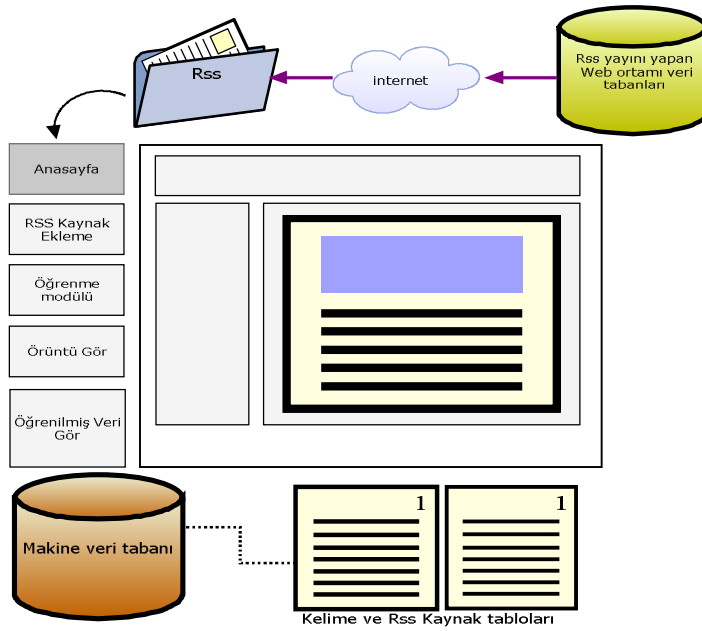 Rss
internet
Rss yayını yapan
Web ortamı veri
tabanları
Anasayfa
RSS Kaynak
Ekleme
Öğrenme
modülü
Örüntü Gör
Öğrenilmiş Veri
Gör
Makine veri tabanı
1
1
Kelime ve Rss Kaynak tabloları